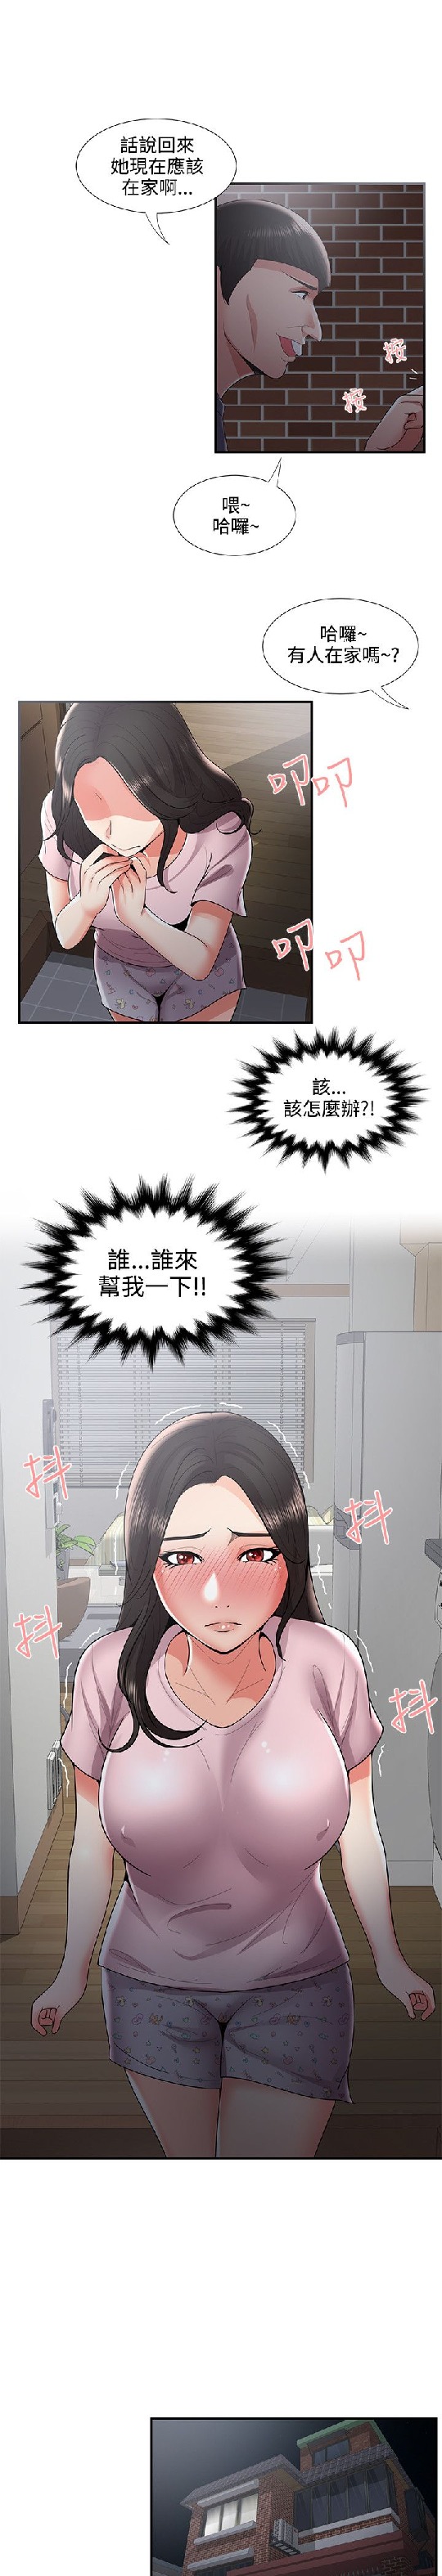 話說回來
她現在應該
在家啊...
按
按
喂~
哈囉~
哈囉~
有人在家嗎~?
叩叩
叩叩
該...
該怎麼辦?!
誰...誰來
幫我一下!!
抖
抖
抖
抖